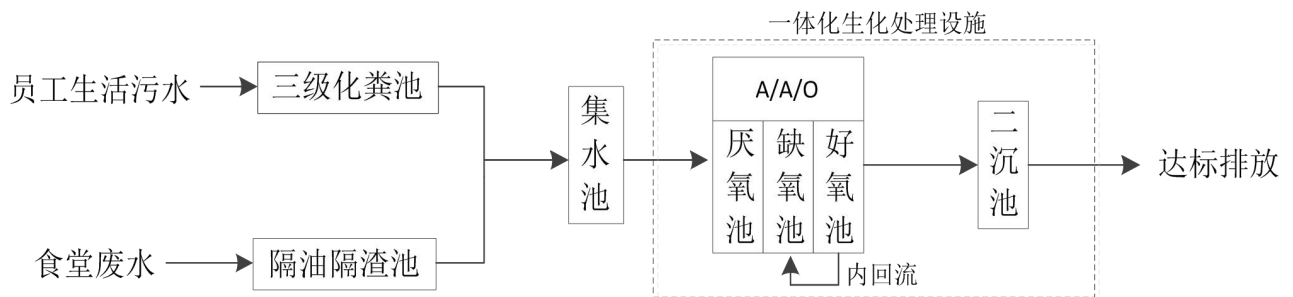 一体化生化处理设施
员工生活污水
三级化粪池
食堂废水
隔油隔渣池
集水池
A/A/O
厌氧池
缺氧池
好氧池
内回流
二沉池
达标排放